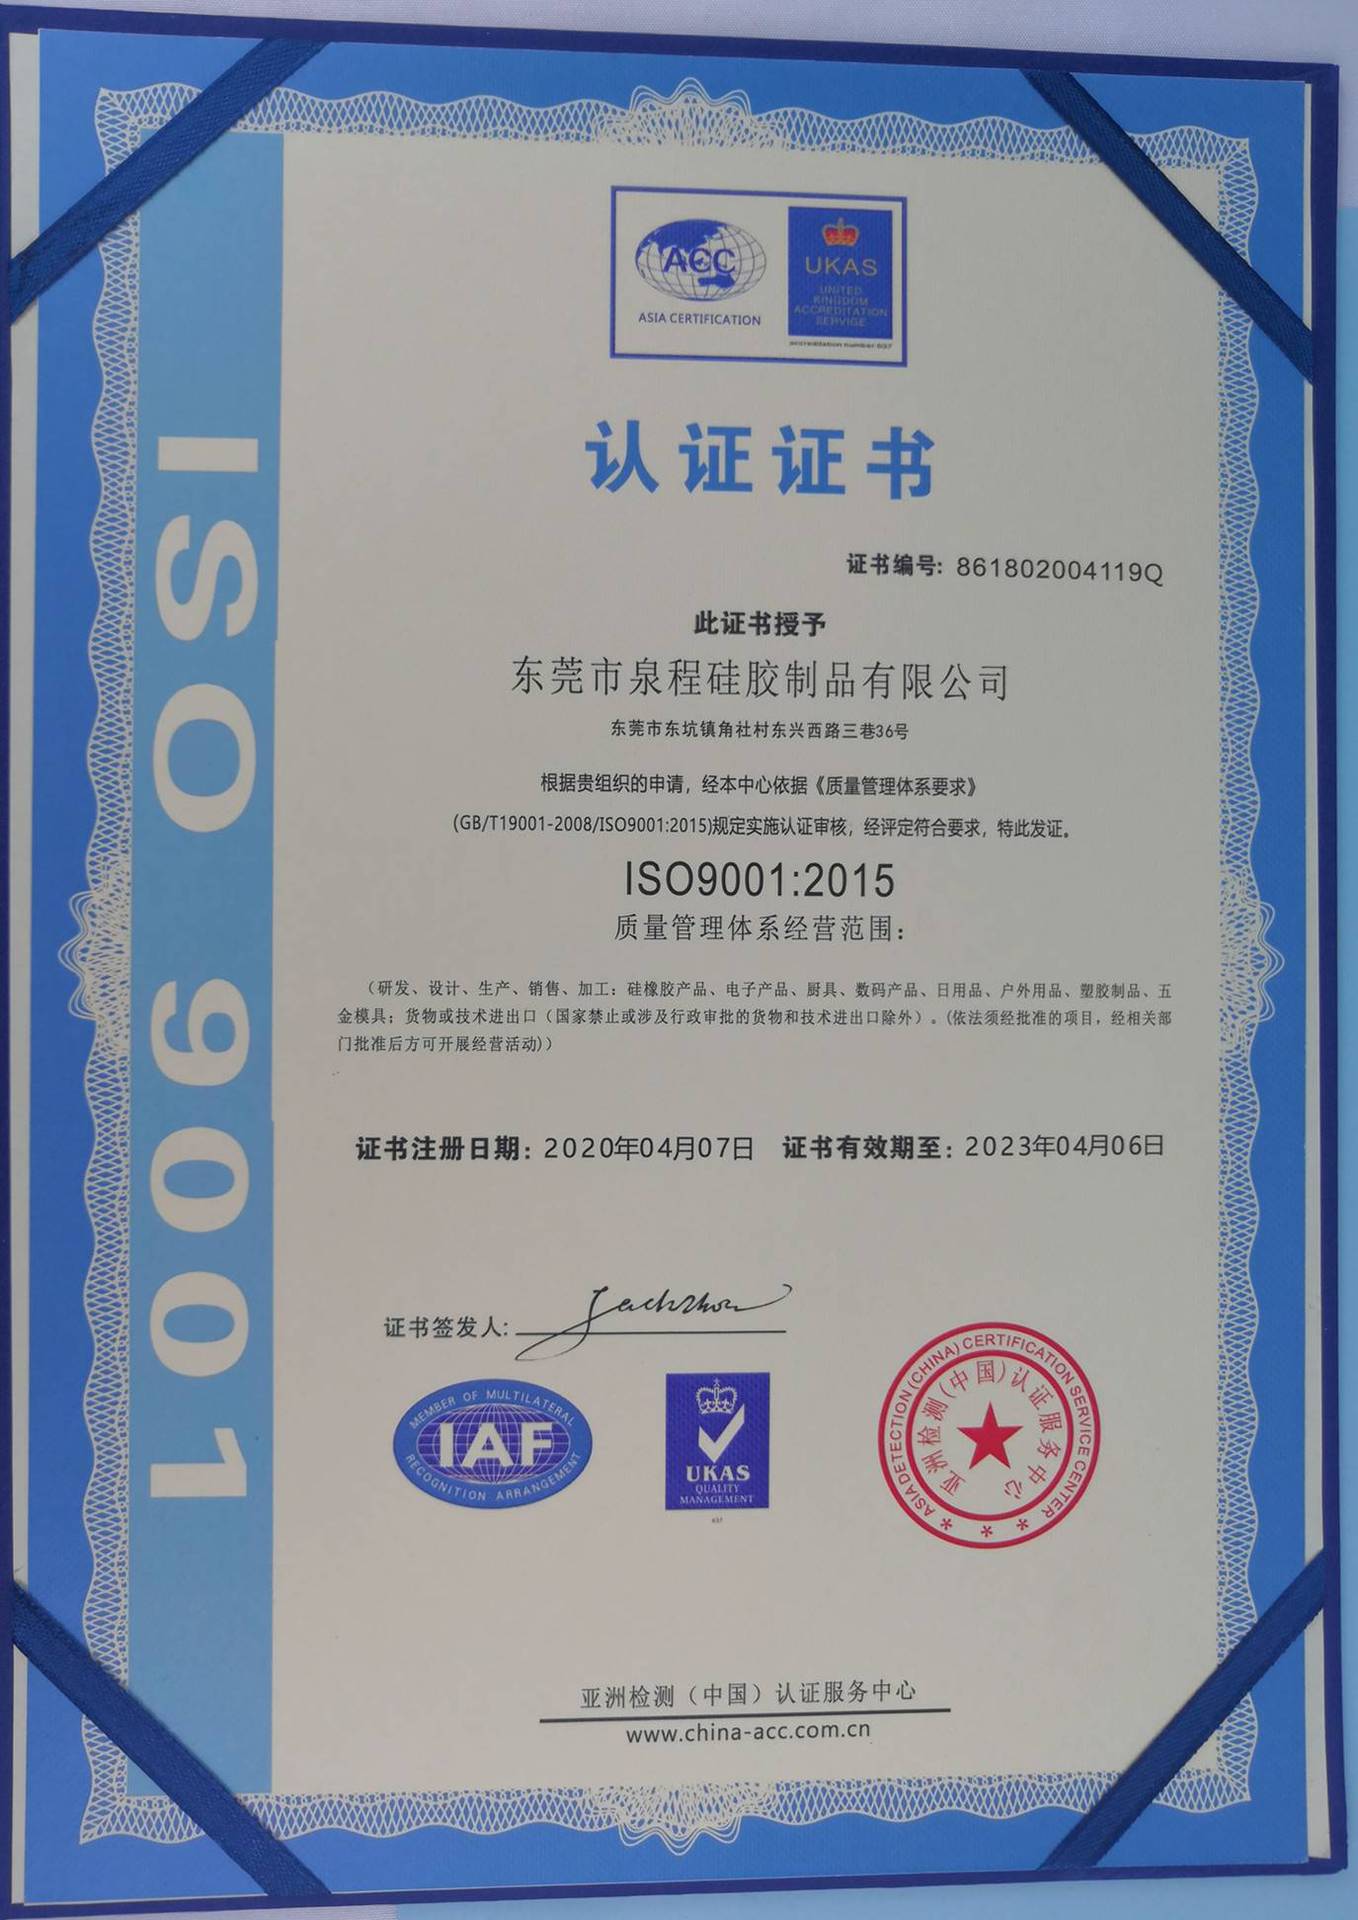 ACC
ASIA CERTIFICATION
UKAS
UNITED
KINGDOM
ACCREDITATION
SERVICE
accreditation number 037
ISO 9001
认证证书
证书编号: 861802004119Q
此证书授予
东莞市泉程硅胶制品有限公司
东莞市东坑镇角社村东兴西路三巷36号
根据贵组织的申请，经本中心依据《质量管理体系要求》
(GB/T19001-2008/ISO9001:2015)规定实施认证审核，经评定符合要求，特此发证。
ISO9001:2015
质量管理体系经营范围：
（研发、设计、生产、销售、加工：硅橡胶产品、电子产品、厨具、数码产品、日用品、户外用品、塑胶制品、五
金模具；货物或技术进出口（国家禁止或涉及行政审批的货物和技术进出口除外）。(依法须经批准的项目，经相关部
门批准后方可开展经营活动)）
证书注册日期：2020年04月07日 证书有效期至：2023年04月06日
证书签发人:
MEMBER OF MULTILATERAL
IAF
RECOGNITION ARRANGEMENT
UKAS
QUALITY
MANAGEMENT
ASIA DETECTION (CHINA) CERTIFICATION SERVICE CENTER
亚洲检测(中国)认证服务中心
亚洲检测（中国）认证服务中心
www.china-acc.com.cn